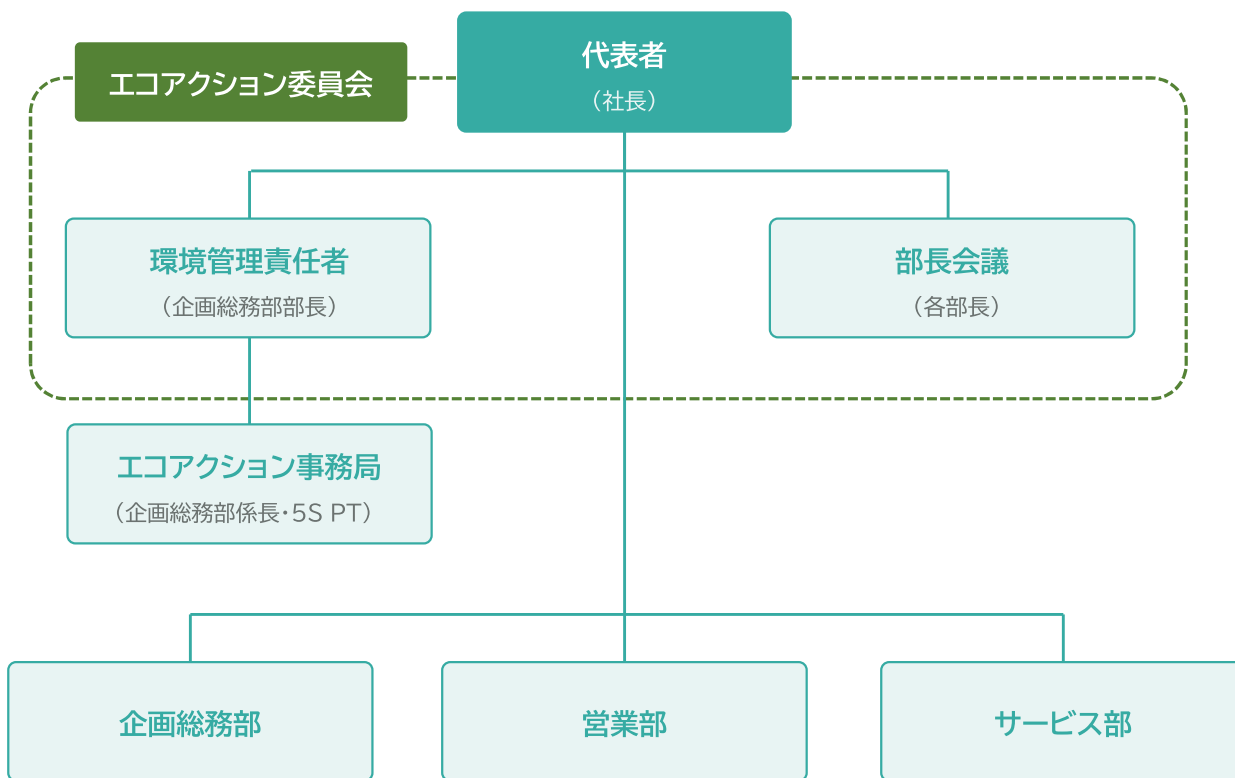 エコアクション委員会
代表者
（社長）
環境管理責任者
（企画総務部部長）
部長会議
（各部長）
エコアクション事務局
（企画総務部係長・5S PT）
企画総務部
営業部
サービス部